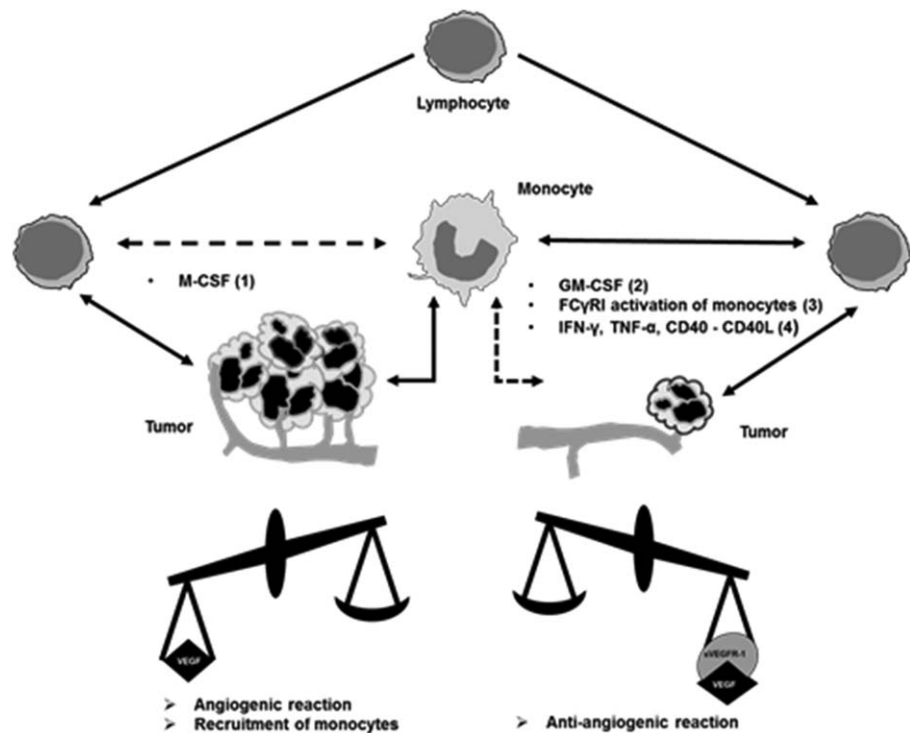 Lymphocyte
Monocyte
• M-CSF (1)
• GM-CSF (2)
• FCγRI activation of monocytes (3)
• IFN-γ, TNF-α, CD40 - CD40L (4)
Tumor
Tumor
VEGF
sVEGFR-1
VEGF
➢ Angiogenic reaction
➢ Recruitment of monocytes
➢ Anti-angiogenic reaction